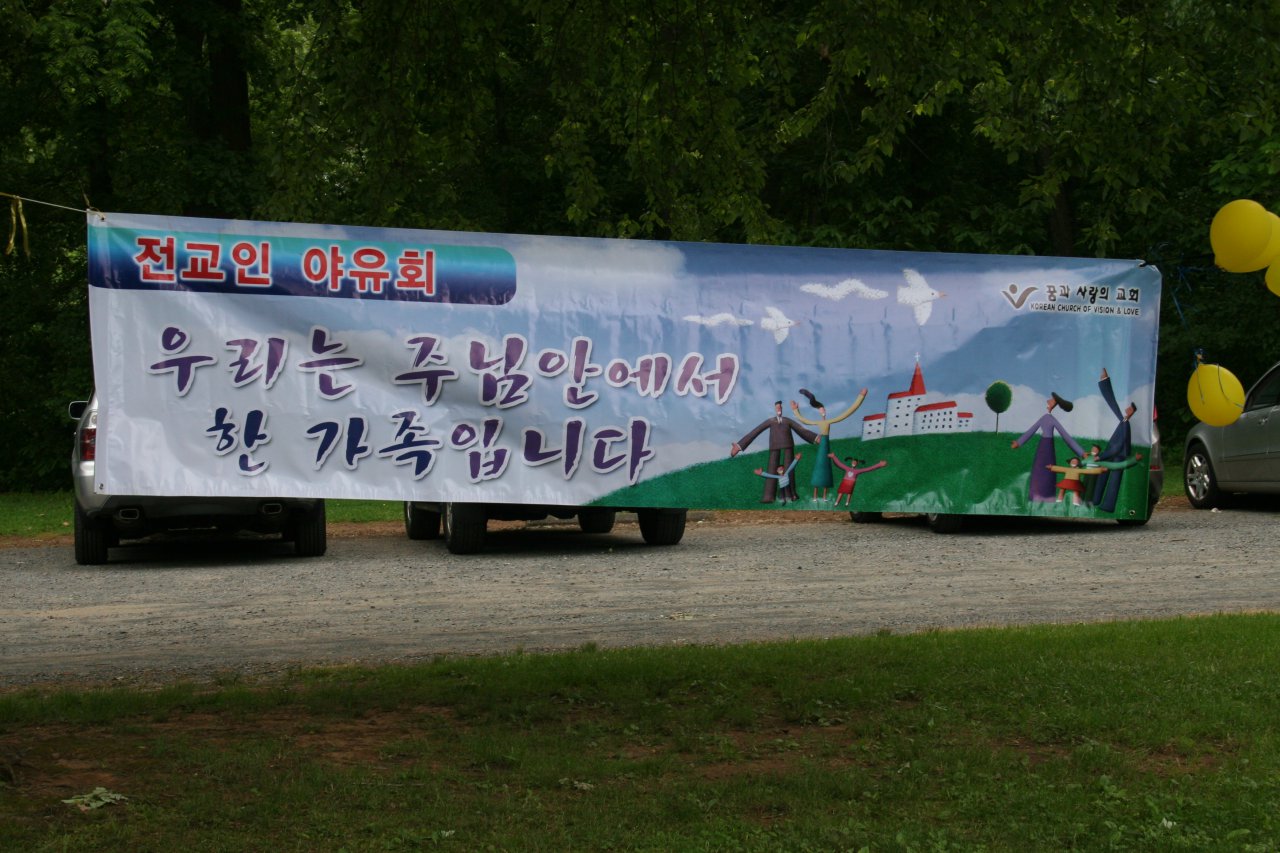 전교인 야유회
꿈과 사랑의 교회
KOREAN CHURCH OF VISION & LOVE
우리는 주님안에서
한 가족입니다